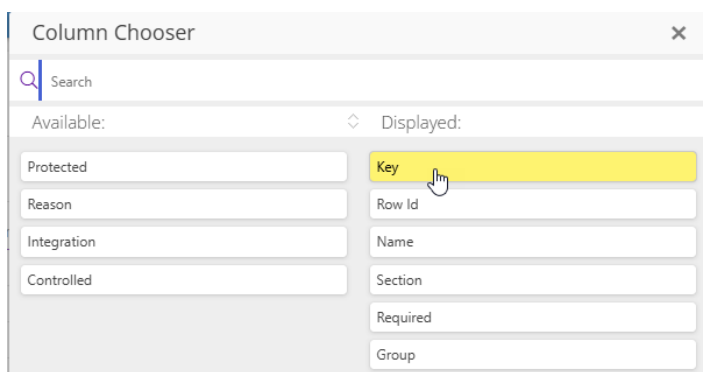 Column Chooser
Search
Available:
Displayed:
Protected
Key
Reason
Row Id
Integration
Name
Controlled
Section
Required
Group